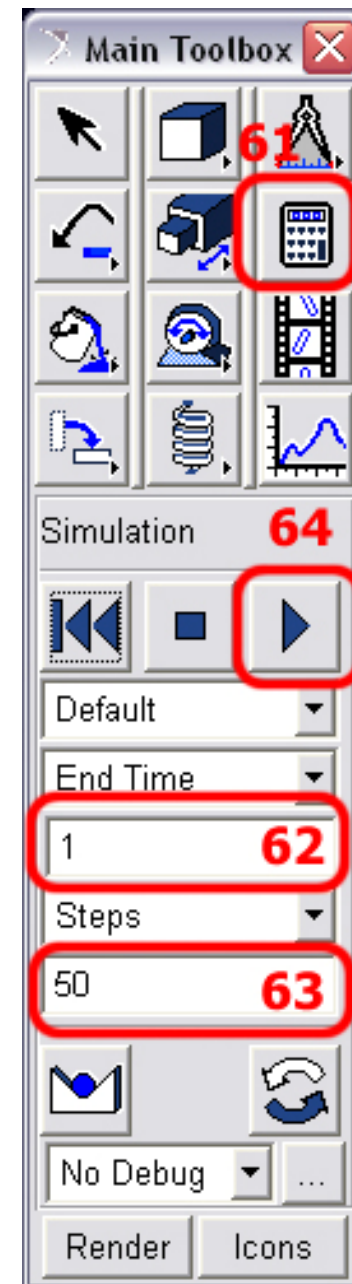 Main Toolbox
61
Simulation
64
Default
End Time
1
62
Steps
50
63
No Debug
...
Render
Icons